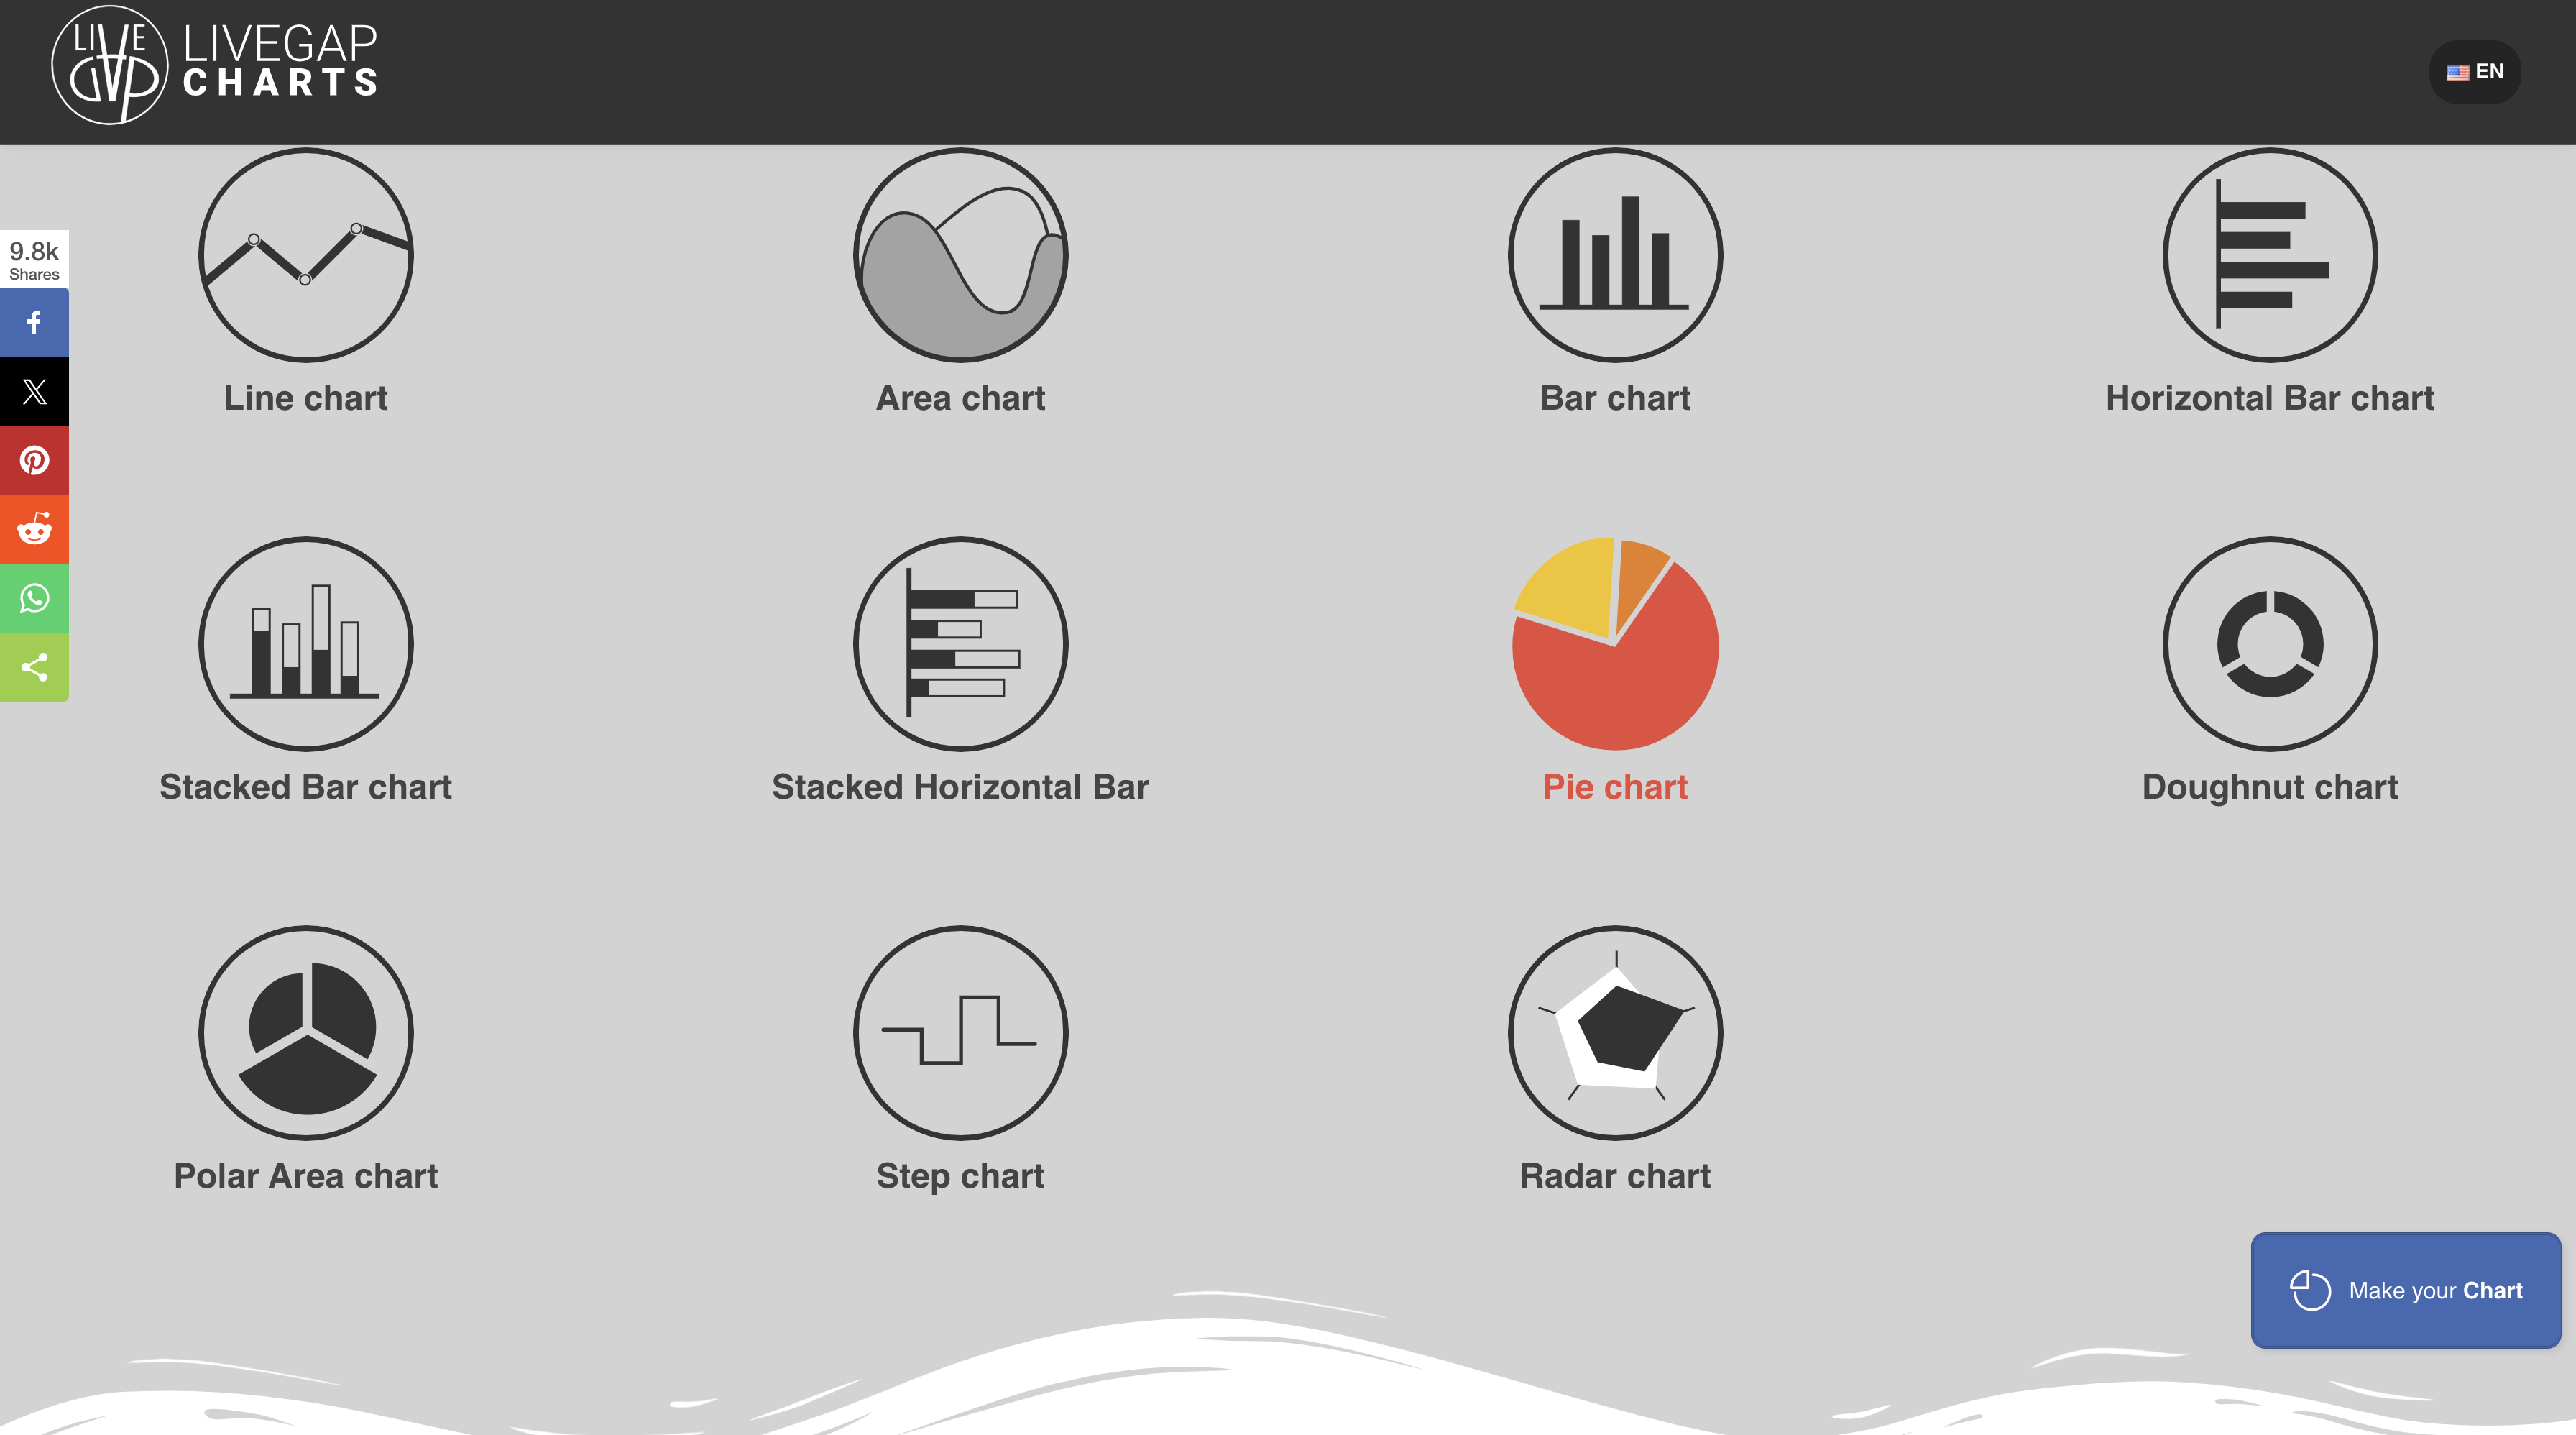 LIVE
GAP
LIVEGAP
CHARTS
EN
9.8k
Shares
Line chart
Area chart
Bar chart
Horizontal Bar chart
Stacked Bar chart
Stacked Horizontal Bar
Pie chart
Doughnut chart
Polar Area chart
Step chart
Radar chart
Make your Chart